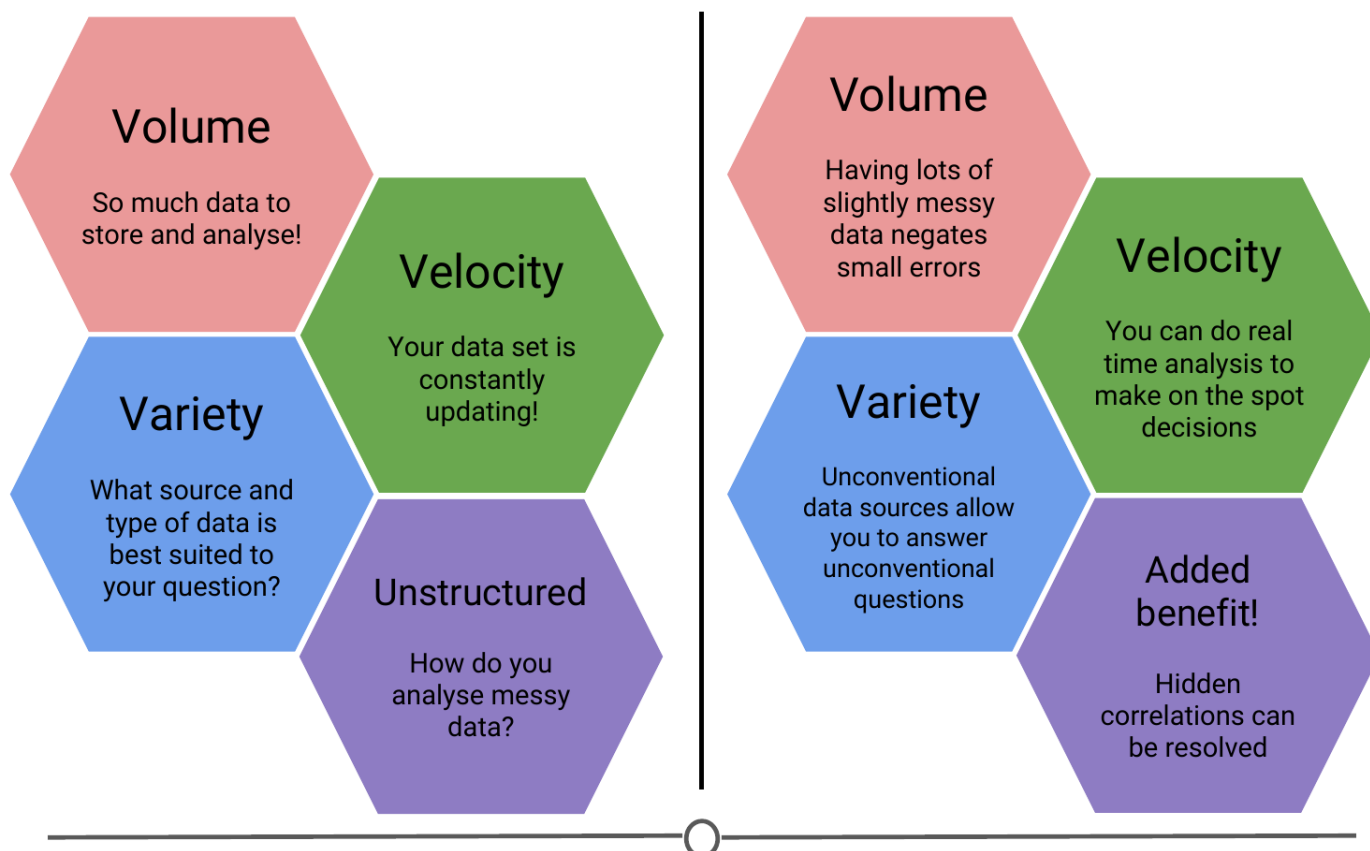 Volume
So much data to
store and analyse!
Velocity
Your data set is
constantly
updating!
Variety
What source and
type of data is
best suited to
your question?
Unstructured
How do you
analyse messy
data?
Volume
Having lots of
slightly messy
data negates
small errors
Velocity
You can do real
time analysis to
make on the spot
decisions
Variety
Unconventional
data sources allow
you to answer
unconventional
questions
Added
benefit!
Hidden
correlations can
be resolved